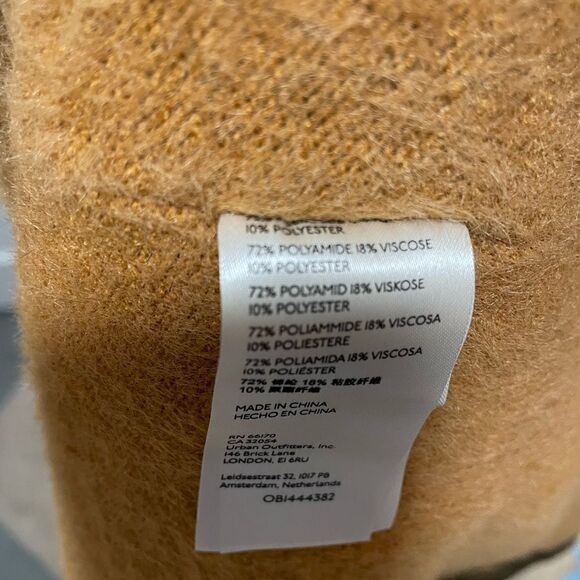 10% POLYESTER
72% POLYAMIDE 18% VISCOSE
10% POLYESTER
72% POLYAMID 18% VISKOSE
10% POLYESTER
72% POLIAMMIDE 18% VISCOSA
10% POLIESTERE
72% POLIAMIDA 18% VISCOSA
10% POLIÉSTER
72% 锦纶 18% 粘胶纤维
10% 聚酯纤维
MADE IN CHINA
HECHO EN CHINA
RN 66170
CA 32054
Urban Outfitters, Inc.
146 Brick Lane
LONDON, E1 6RU
Leidsestraat 32, 1017 PB
Amsterdam, Netherlands
OB1444382